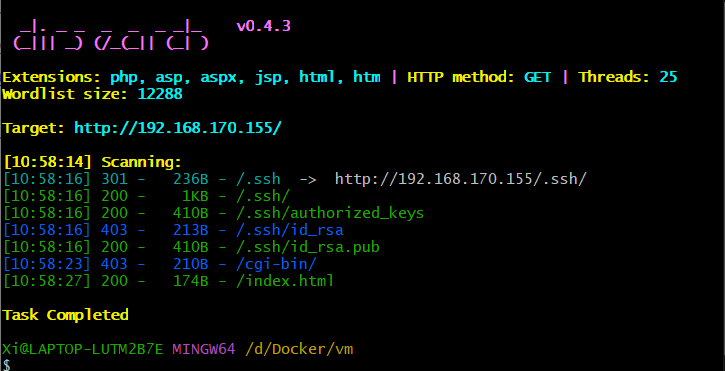 dirsearch v0.4.3
Extensions: php, asp, aspx, jsp, html, htm | HTTP method: GET | Threads: 25
Wordlist size: 12288
Target: http://192.168.170.155/
[10:58:14] Scanning:
[10:58:16] 301 -   236B - /.ssh  ->  http://192.168.170.155/.ssh/
[10:58:16] 200 -    1KB - /.ssh/
[10:58:16] 200 -   410B - /.ssh/authorized_keys
[10:58:16] 403 -   213B - /.ssh/id_rsa
[10:58:16] 200 -   410B - /.ssh/id_rsa.pub
[10:58:23] 403 -   210B - /cgi-bin/
[10:58:27] 200 -   174B - /index.html
Task Completed
Xi@LAPTOP-LUTM2B7E MINGW64 /d/Docker/vm
$